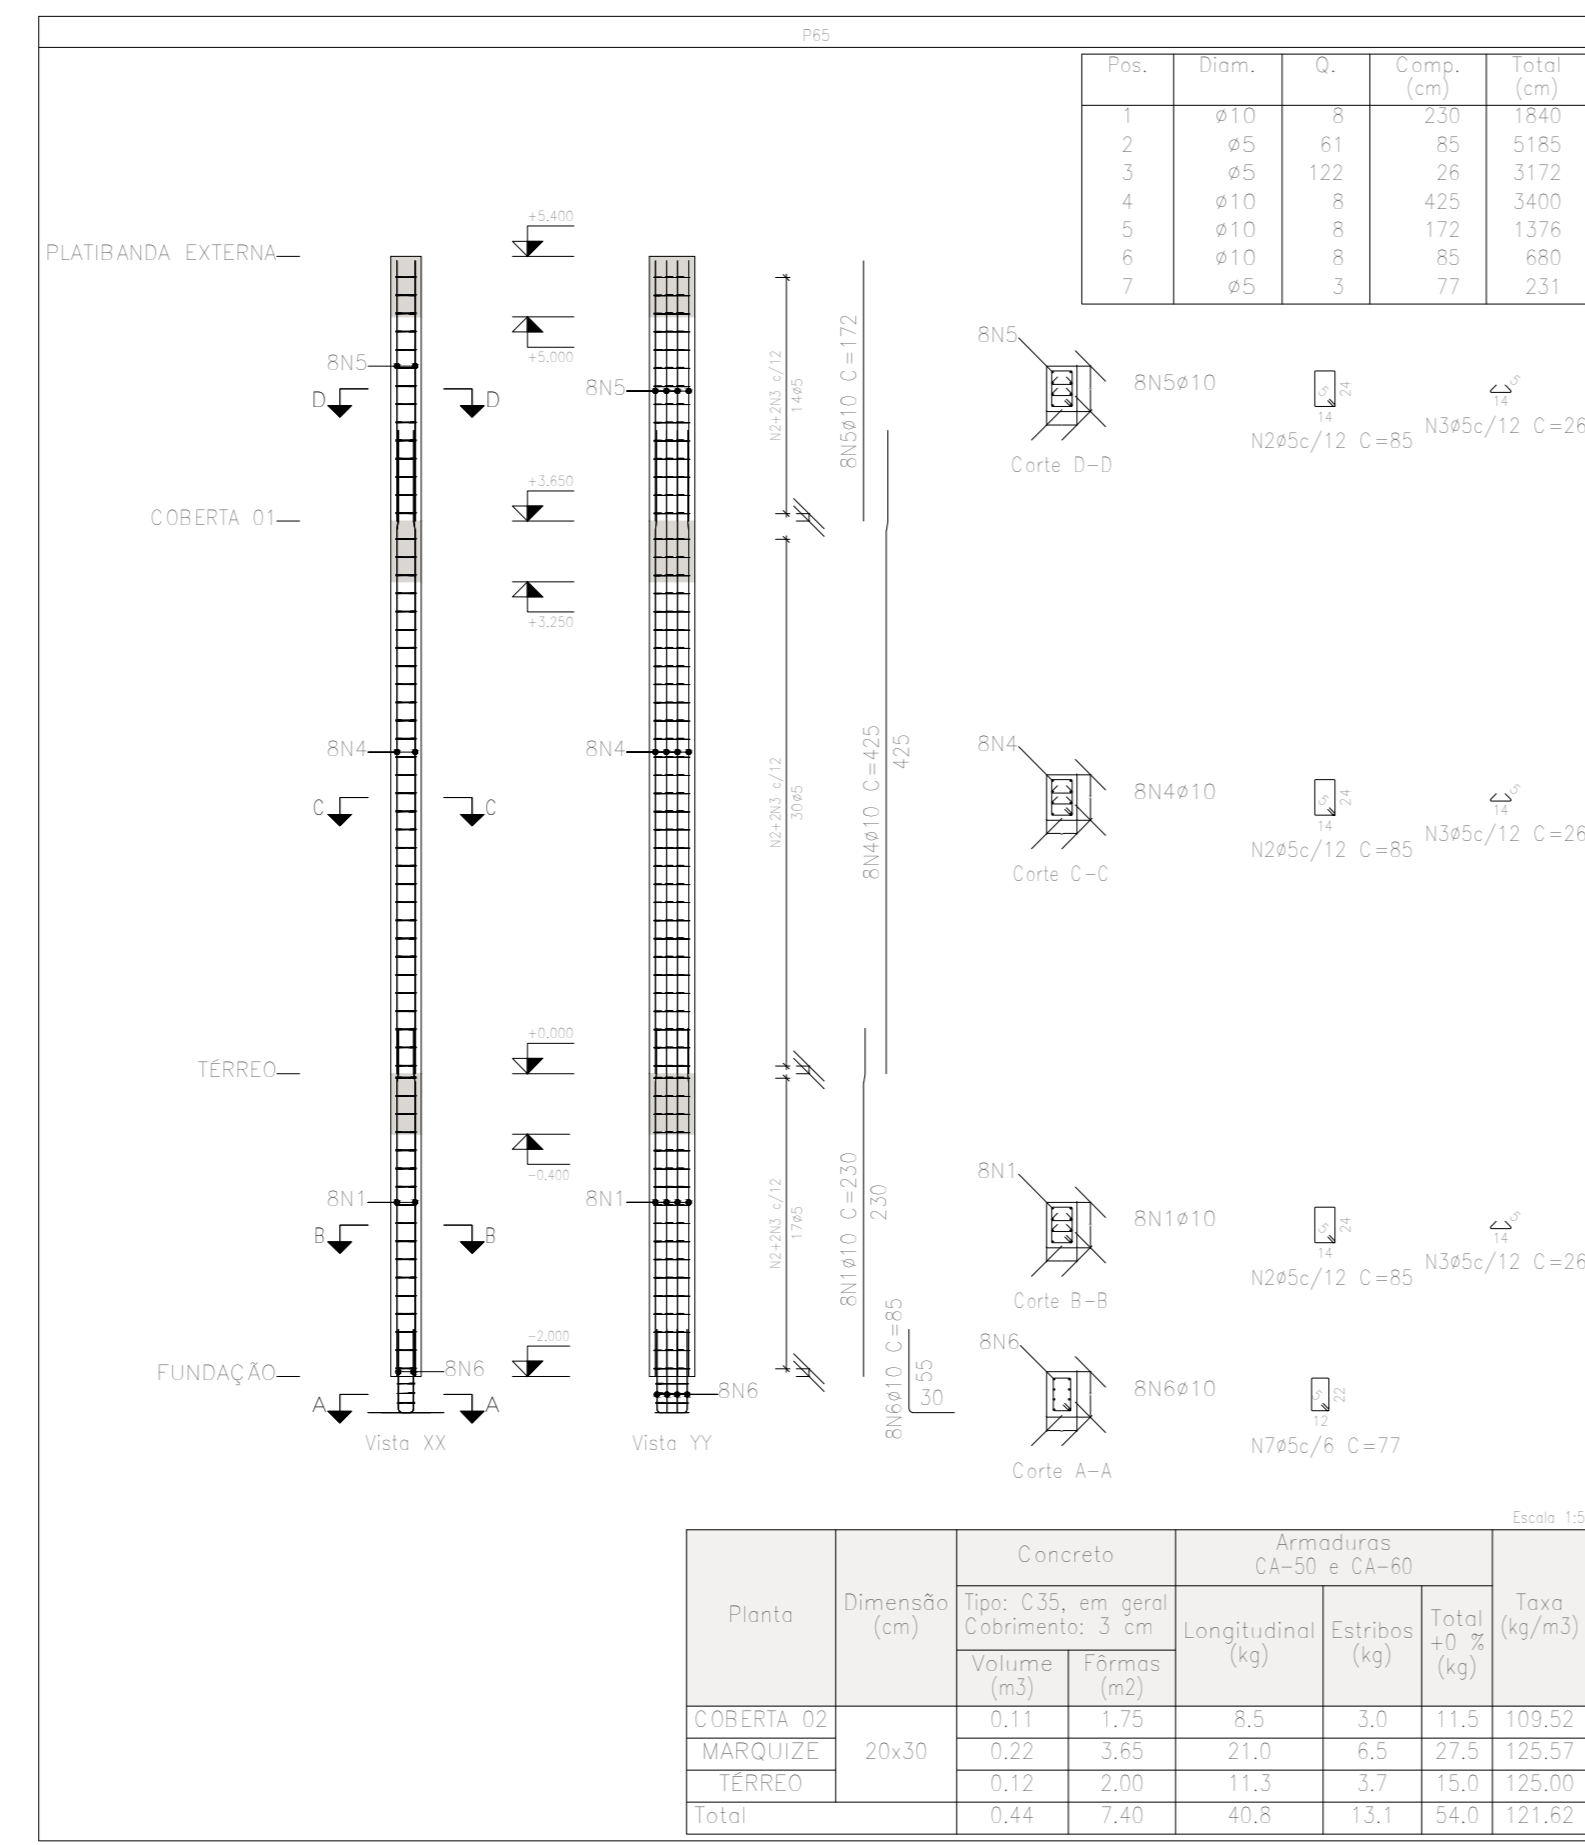 P65
Pos. Diam. Q. Comp. (cm) Total (cm)
1 ø10 8 230 1840
2 ø5 61 85 5185
3 ø5 122 26 3172
4 ø10 8 425 3400
5 ø10 8 172 1376
6 ø10 8 85 680
7 ø5 3 77 231
PLATIBANDA EXTERNA
+5.400
+5.000
8N5
8N5
D D
N2+2N3 c/12
14ø5
8N5ø10 C=172
8N5
8N5ø10
Corte D-D
14
24
5
N2ø5c/12 C=85
14
5
N3ø5c/12 C=26
COBERTA 01
+3.650
+3.250
8N4
8N4
C C
N2+2N3 c/12
30ø5
8N4ø10 C=425
425
8N4
8N4ø10
Corte C-C
14
24
5
N2ø5c/12 C=85
14
5
N3ø5c/12 C=26
TÉRREO
+0.000
-0.400
8N1
8N1
B B
N2+2N3 c/12
17ø5
8N1ø10 C=230
230
8N1
8N1ø10
Corte B-B
14
24
5
N2ø5c/12 C=85
14
5
N3ø5c/12 C=26
FUNDAÇÃO
-2.000
8N6
8N6
A A
8N6ø10 C=85
55
30
8N6
8N6ø10
Corte A-A
12
22
5
N7ø5c/6 C=77
Vista XX
Vista YY
Escala 1:5
Planta
Dimensão (cm)
Concreto
Armaduras
CA-50 e CA-60
Taxa (kg/m3)
Tipo: C35, em geral
Cobrimento: 3 cm
Longitudinal (kg)
Estribos (kg)
Total +0 % (kg)
Volume (m3)
Fôrmas (m2)
COBERTA 02 0.11 1.75 8.5 3.0 11.5 109.52
MARQUIZE 20x30 0.22 3.65 21.0 6.5 27.5 125.57
TÉRREO 0.12 2.00 11.3 3.7 15.0 125.00
Total 0.44 7.40 40.8 13.1 54.0 121.62